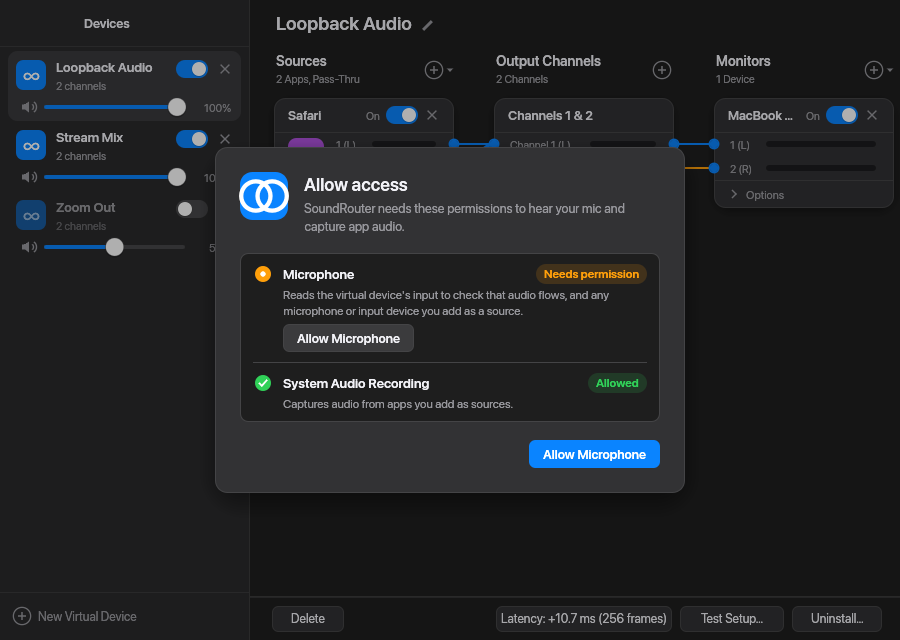 Devices
Loopback Audio
2 channels
100%
Stream Mix
2 channels
10
Zoom Out
2 channels
5
New Virtual Device
Loopback Audio
Sources
2 Apps, Pass-Thru
Output Channels
2 Channels
Monitors
1 Device
Safari
On
1 (L)
Channels 1 & 2
Channel 1 (L)
MacBook ...
On
1 (L)
2 (R)
Options
Allow access
SoundRouter needs these permissions to hear your mic and
capture app audio.
Microphone
Needs permission
Reads the virtual device's input to check that audio flows, and any
microphone or input device you add as a source.
Allow Microphone
System Audio Recording
Allowed
Captures audio from apps you add as sources.
Allow Microphone
Delete
Latency: +10.7 ms (256 frames)
Test Setup...
Uninstall...